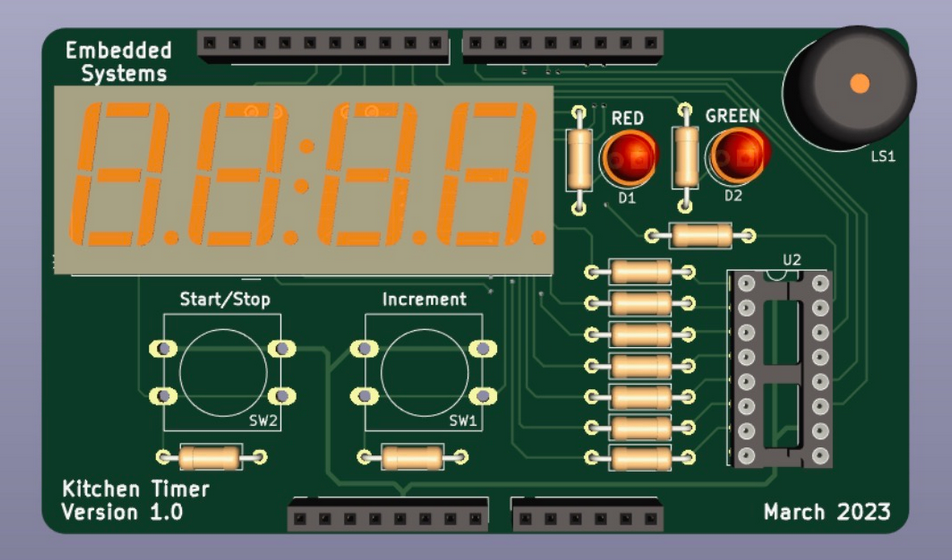 Embedded
Systems
RED
GREEN
LS1
D1
D2
U2
Start/Stop
Increment
SW2
SW1
Kitchen Timer
Version 1.0
March 2023